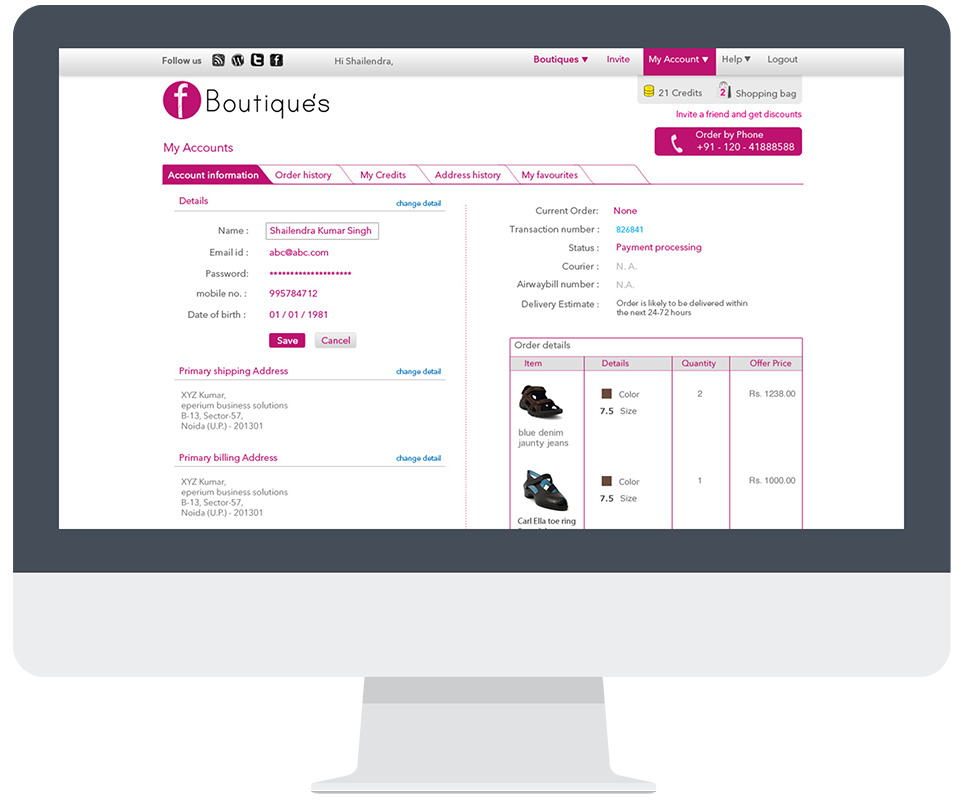 Follow us
Hi Shailendra,
Boutiques ▼ Invite My Account ▼ Help ▼ Logout
f Boutique's
21 Credits 2 Shopping bag
Invite a friend and get discounts
Order by Phone
+91 - 120 - 41888588
My Accounts
Account information Order history My Credits Address history My favourites
Details change detail
Name : Shailendra Kumar Singh
Email id : abc@abc.com
Password: ********************
mobile no. : 995784712
Date of birth : 01 / 01 / 1981
Save Cancel
Primary shipping Address change detail
XYZ Kumar,
eperium business solutions
B-13, Sector-57,
Noida (U.P.) - 201301
Primary billing Address change detail
XYZ Kumar,
eperium business solutions
B-13, Sector-57,
Noida (U.P.) - 201301
Current Order: None
Transaction number : 826841
Status : Payment processing
Courier : N. A.
Airwaybill number : N.A.
Delivery Estimate : Order is likely to be delivered within
the next 24-72 hours
Order details
Item Details Quantity Offer Price
Color 2 Rs. 1238.00
7.5 Size
blue denim
jaunty jeans
Color 1 Rs. 1000.00
7.5 Size
Carl Ella toe ring